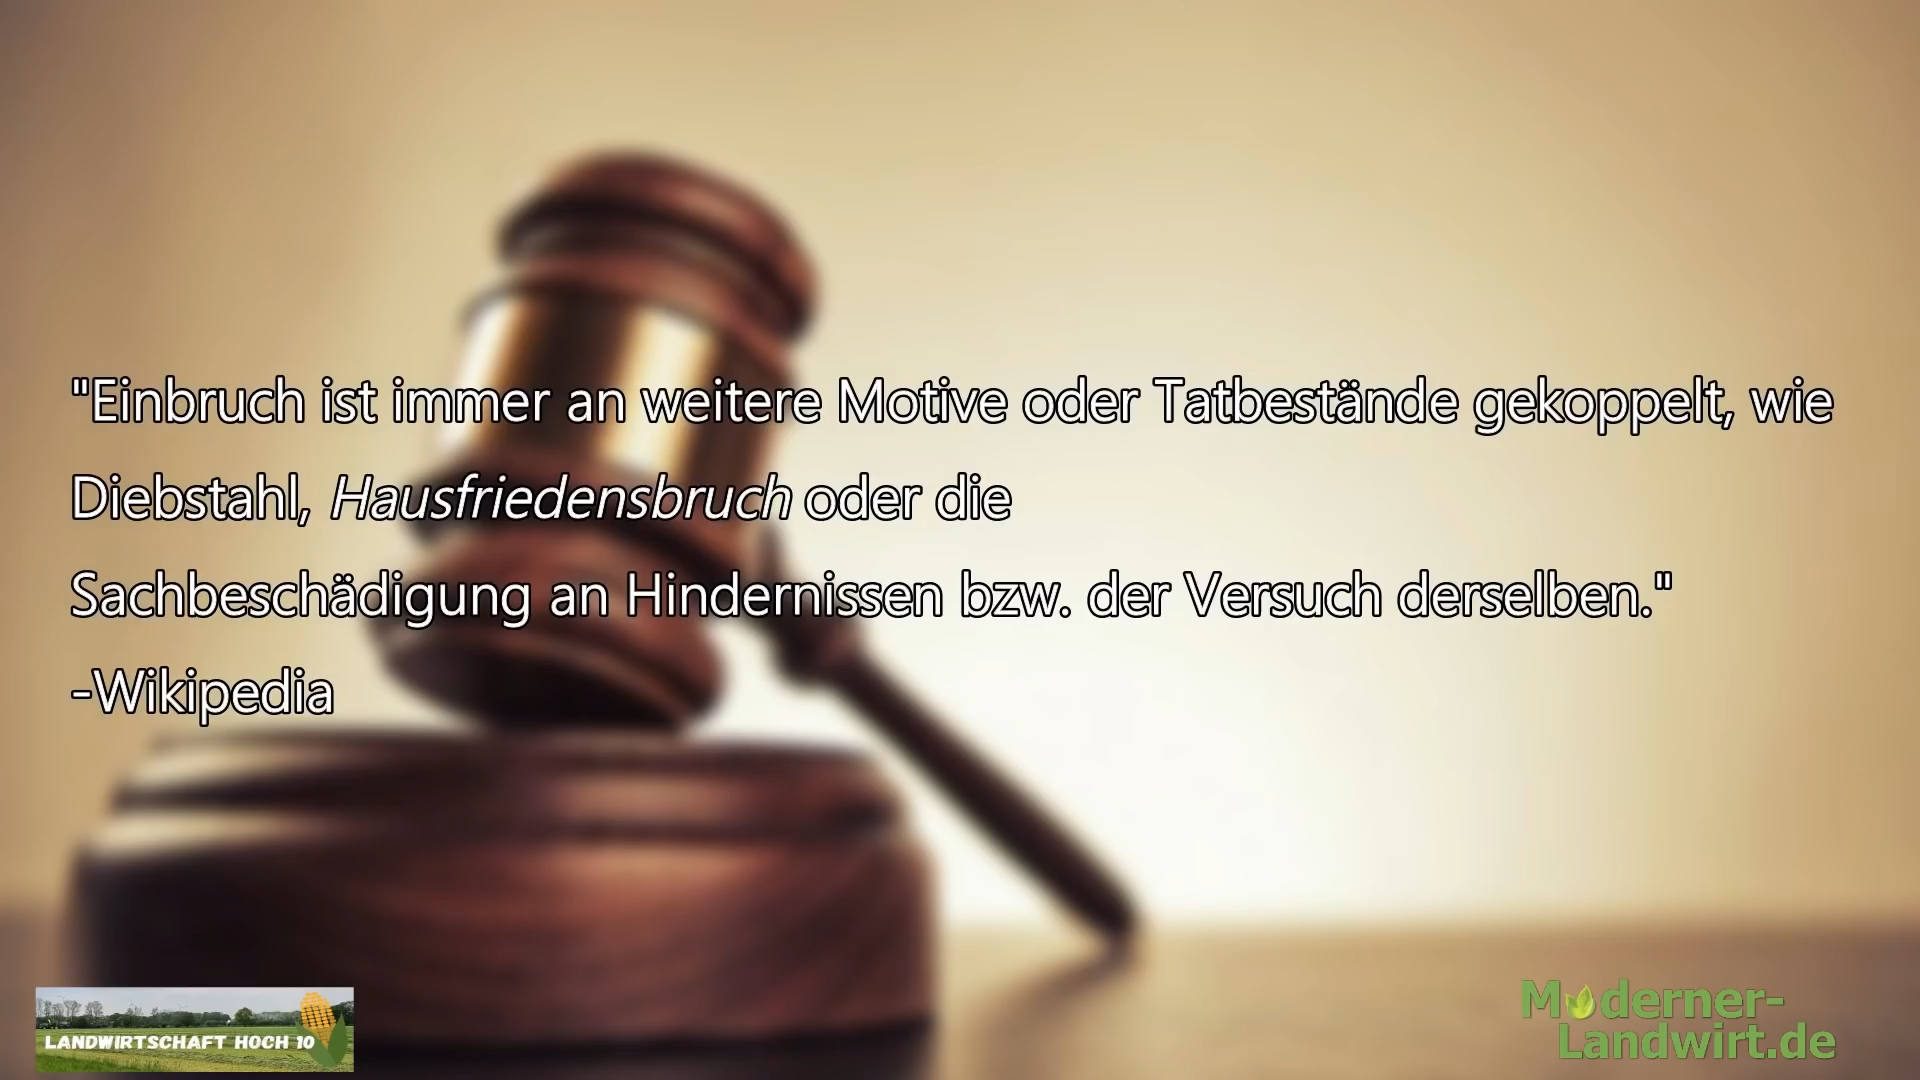 "Einbruch ist immer an weitere Motive oder Tatbestände gekoppelt, wie
Diebstahl, Hausfriedensbruch oder die
Sachbeschädigung an Hindernissen bzw. der Versuch derselben."
-Wikipedia
LANDWIRTSCHAFT HOCH 10
Moderner-
Landwirt.de